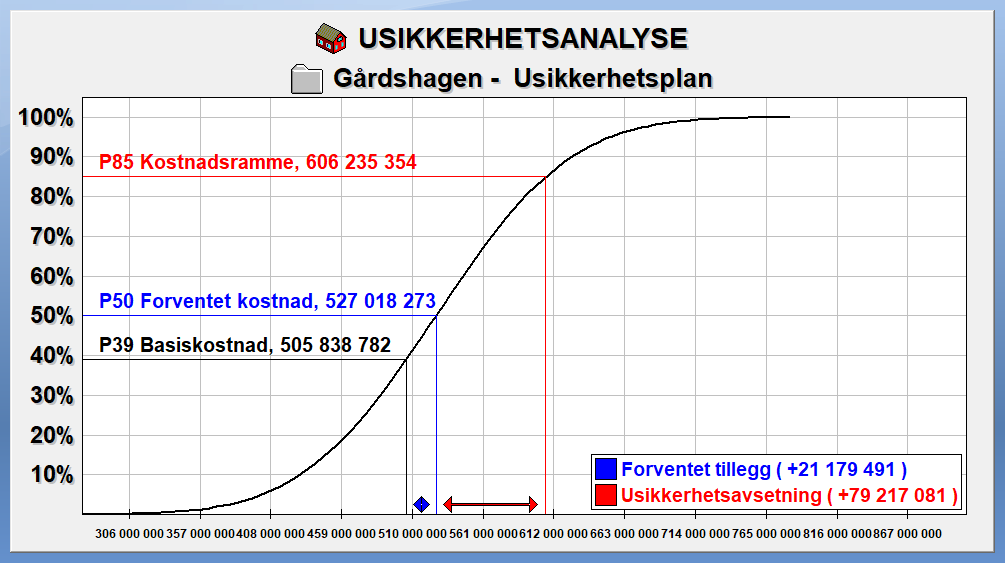 USIKKERHETSANALYSE
Gårdshagen - Usikkerhetsplan
100%
90%
P85 Kostnadsramme, 606 235 354
80%
70%
60%
P50 Forventet kostnad, 527 018 273
50%
P39 Basiskostnad, 505 838 782
40%
30%
20%
10%
Forventet tillegg ( +21 179 491 )
Usikkerhetsavsetning ( +79 217 081 )
306 000 000 357 000 000 408 000 000 459 000 000 510 000 000 561 000 000 612 000 000 663 000 000 714 000 000 765 000 000 816 000 000 867 000 000